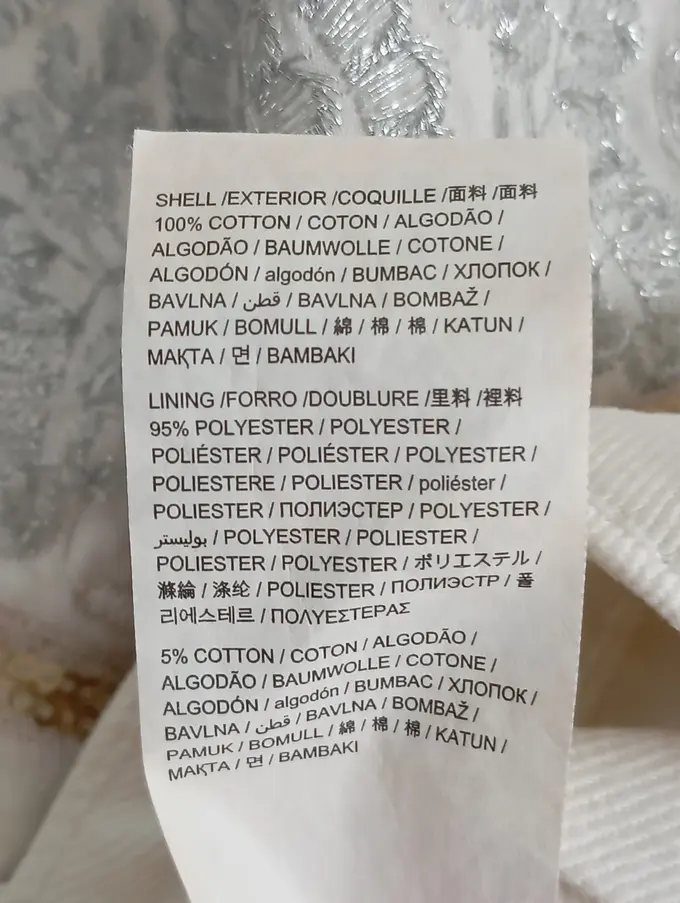 SHELL /EXTERIOR /COQUILLE /面料 /面料
100% COTTON / COTON / ALGODÃO /
ALGODÃO / BAUMWOLLE / COTONE /
ALGODÓN / algodón / BUMBAC / ХЛОПОК /
BAVLNA / قطن / BAVLNA / BOMBAŽ /
PAMUK / BOMULL / 綿 / 棉 / 棉 / KATUN /
МАҚТА / 면 / BAMBAKI
LINING /FORRO /DOUBLURE /里料 /裡料
95% POLYESTER / POLYESTER /
POLIÉSTER / POLIÉSTER / POLYESTER /
POLIESTERE / POLIESTER / poliéster /
POLIESTER / ПОЛИЭСТЕР / POLYESTER /
بوليستر / POLYESTER / POLIESTER /
POLIESTER / POLYESTER / ポリエステル /
滌綸 / 涤纶 / POLIESTER / ПОЛИЭСТР / 폴
리에스테르 / ΠΟΛΥΕΣΤΕΡΑΣ
5% COTTON / COTON / ALGODÃO /
ALGODÃO / BAUMWOLLE / COTONE /
ALGODÓN / algodón / BUMBAC / ХЛОПОК /
BAVLNA / قطن / BAVLNA / BOMBAŽ /
PAMUK / BOMULL / 綿 / 棉 / 棉 / KATUN /
МАҚТА / 면 / BAMBAKI